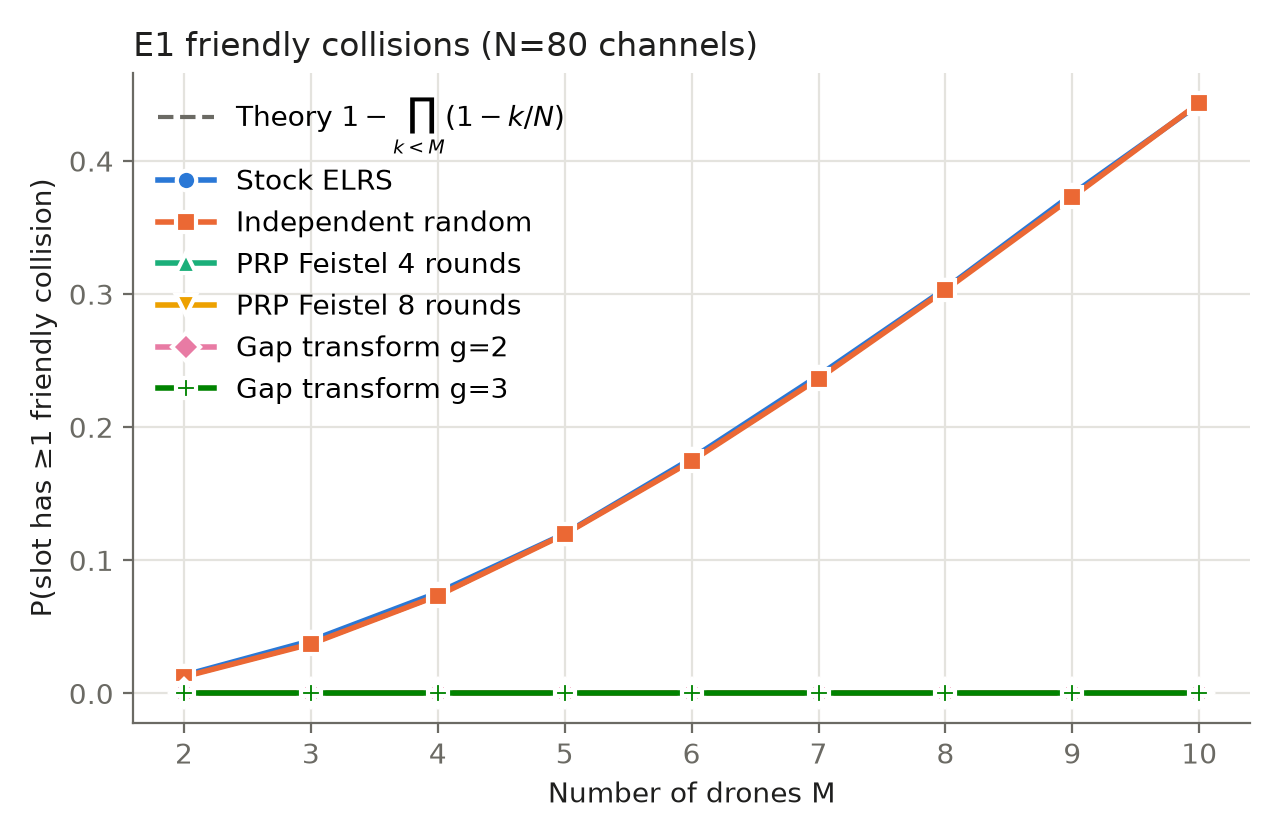 E1 friendly collisions (N=80 channels)
Theory 1 − ∏ (1 − k/N)
k < M
Stock ELRS
Independent random
PRP Feistel 4 rounds
PRP Feistel 8 rounds
Gap transform g=2
Gap transform g=3
P(slot has ≥1 friendly collision)
0.4
0.3
0.2
0.1
0.0
2 3 4 5 6 7 8 9 10
Number of drones M